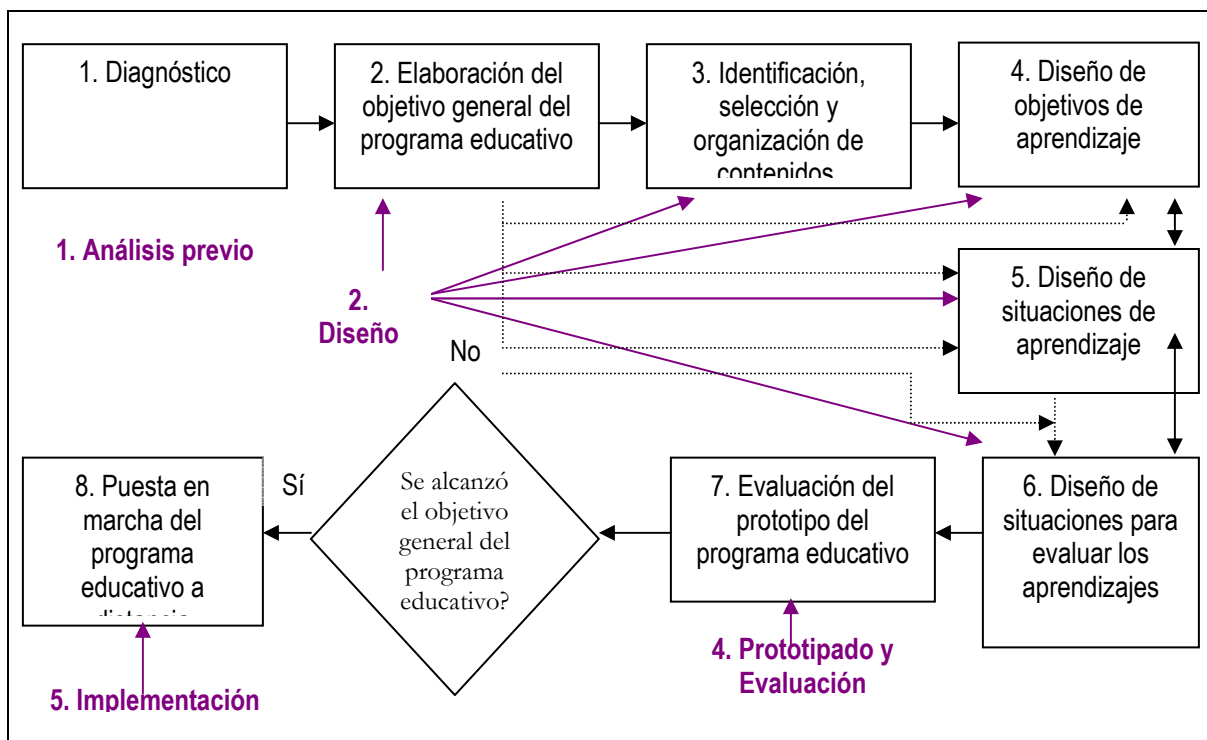 1. Diagnóstico
2. Elaboración del
objetivo general del
programa educativo
3. Identificación,
selección y
organización de
contenidos
4. Diseño de
objetivos de
aprendizaje
1. Análisis previo
2.
Diseño
5. Diseño de
situaciones de
aprendizaje
No
8. Puesta en
marcha del
programa
educativo a
distancia
Sí
Se alcanzó
el objetivo
general del
programa
educativo?
7. Evaluación del
prototipo del
programa educativo
6. Diseño de
situaciones para
evaluar los
aprendizajes
5. Implementación
4. Prototipado y
Evaluación